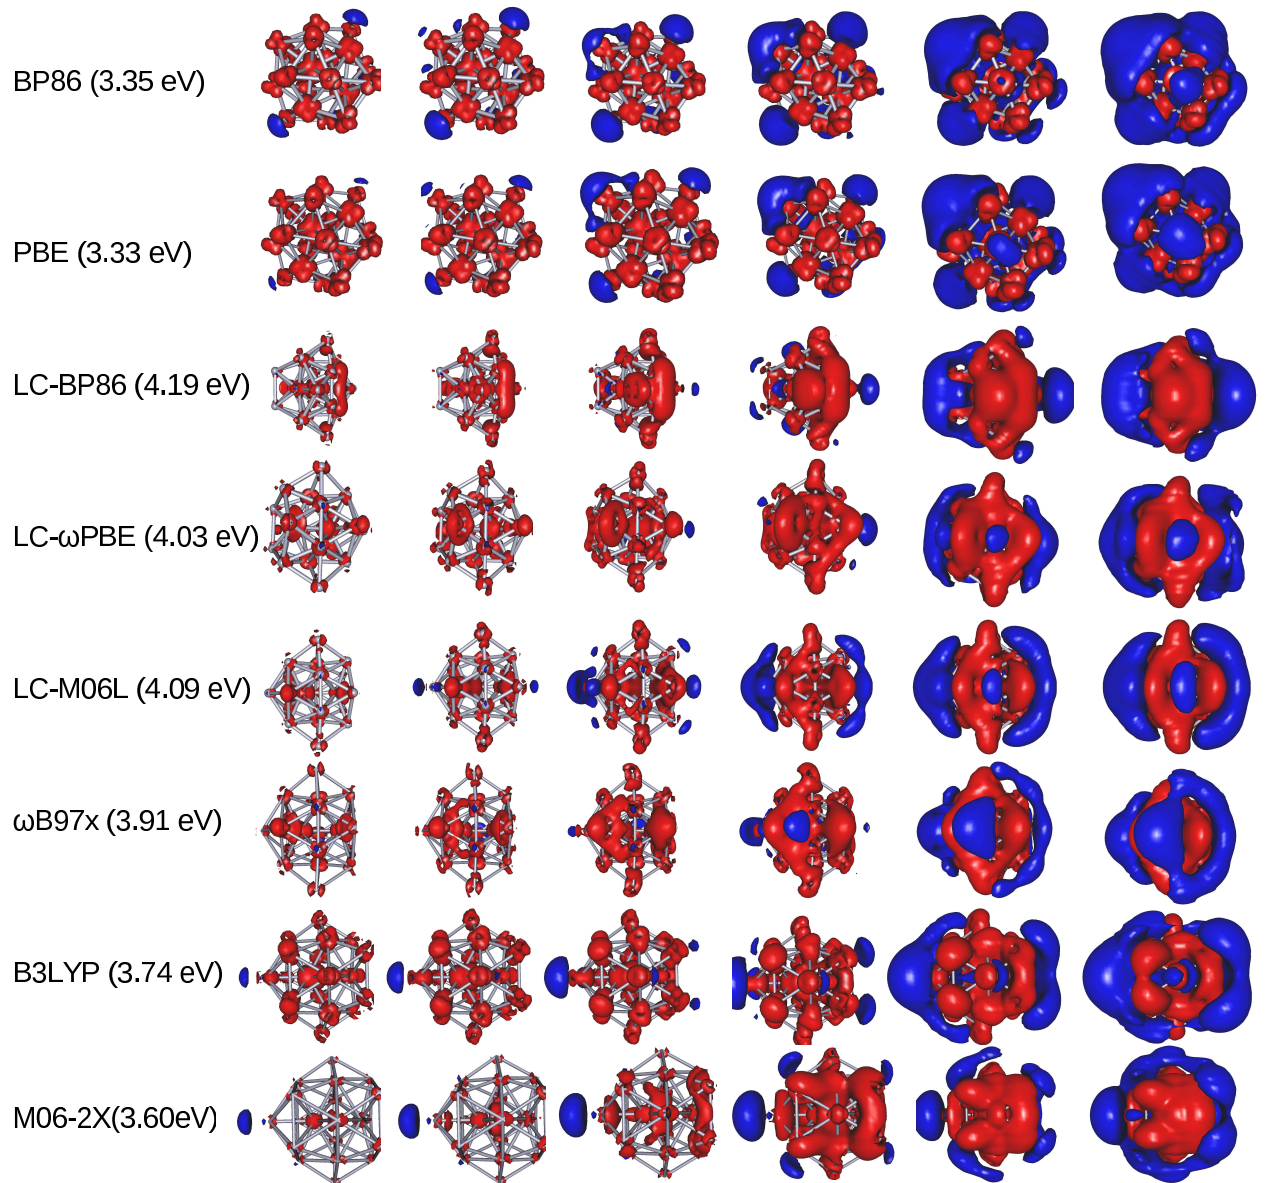 BP86 (3.35 eV)
PBE (3.33 eV)
LC-BP86 (4.19 eV)
LC-ωPBE (4.03 eV)
LC-M06L (4.09 eV)
ωB97x (3.91 eV)
B3LYP (3.74 eV)
M06-2X(3.60eV)